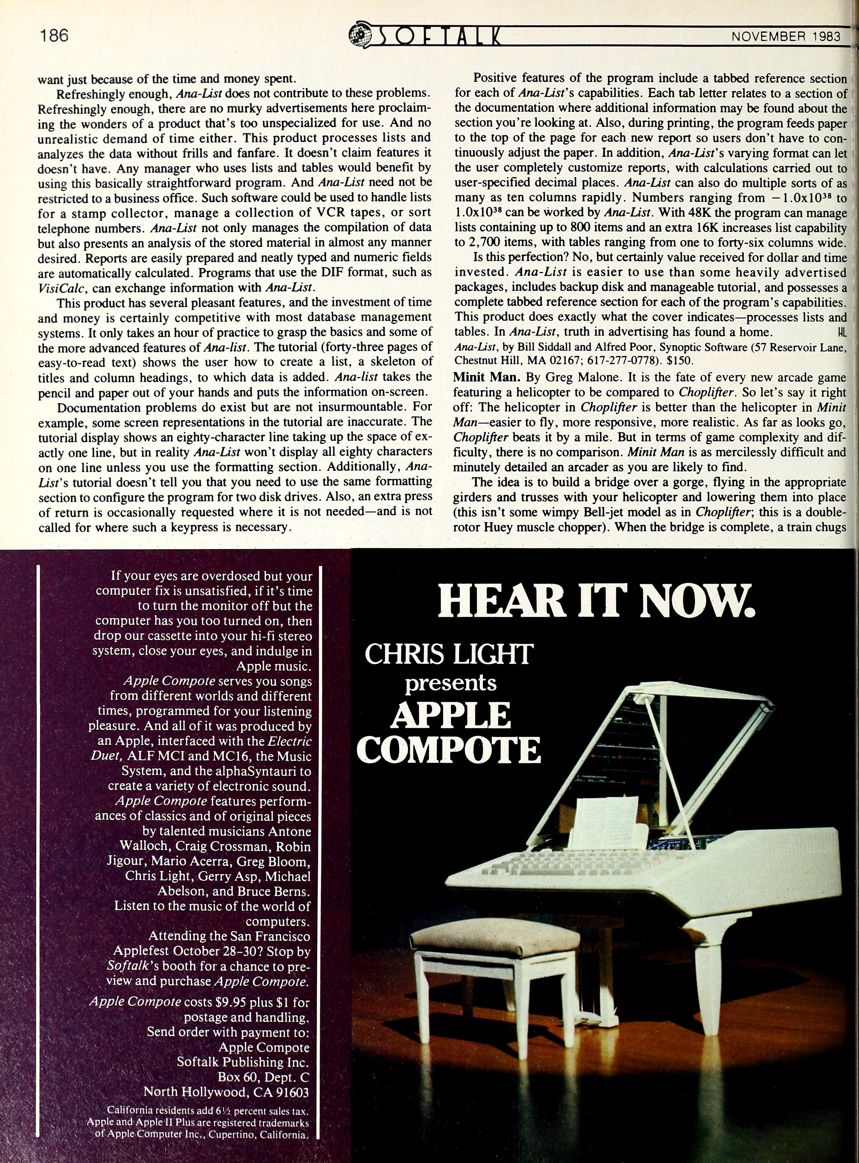 186
SOFTALK
NOVEMBER 1983
want just because of the time and money spent.
Refreshingly enough, Ana-List does not contribute to these problems.
Refreshingly enough, there are no murky advertisements here proclaim-
ing the wonders of a product that's too unspecialized for use. And no
unrealistic demand of time either. This product processes lists and
analyzes the data without frills and fanfare. It doesn't claim features it
doesn't have. Any manager who uses lists and tables would benefit by
using this basically straightforward program. And Ana-List need not be
restricted to a business office. Such software could be used to handle lists
for a stamp collector, manage a collection of VCR tapes, or sort
telephone numbers. Ana-List not only manages the compilation of data
but also presents an analysis of the stored material in almost any manner
desired. Reports are easily prepared and neatly typed and numeric fields
are automatically calculated. Programs that use the DIF format, such as
VisiCalc, can exchange information with Ana-List.
This product has several pleasant features, and the investment of time
and money is certainly competitive with most database management
systems. It only takes an hour of practice to grasp the basics and some of
the more advanced features of Ana-list. The tutorial (forty-three pages of
easy-to-read text) shows the user how to create a list, a skeleton of
titles and column headings, to which data is added. Ana-list takes the
pencil and paper out of your hands and puts the information on-screen.
Documentation problems do exist but are not insurmountable. For
example, some screen representations in the tutorial are inaccurate. The
tutorial display shows an eighty-character line taking up the space of ex-
actly one line, but in reality Ana-List won't display all eighty characters
on one line unless you use the formatting section. Additionally, Ana-
List's tutorial doesn't tell you that you need to use the same formatting
section to configure the program for two disk drives. Also, an extra press
of return is occasionally requested where it is not needed—and is not
called for where such a keypress is necessary.
Positive features of the program include a tabbed reference section
for each of Ana-List's capabilities. Each tab letter relates to a section of
the documentation where additional information may be found about the
section you're looking at. Also, during printing, the program feeds paper
to the top of the page for each new report so users don't have to con-
tinuously adjust the paper. In addition, Ana-List's varying format can let
the user completely customize reports, with calculations carried out to
user-specified decimal places. Ana-List can also do multiple sorts of as
many as ten columns rapidly. Numbers ranging from −1.0x10³⁸ to
1.0x10³⁸ can be worked by Ana-List. With 48K the program can manage
lists containing up to 800 items and an extra 16K increases list capability
to 2,700 items, with tables ranging from one to forty-six columns wide.
Is this perfection? No, but certainly value received for dollar and time
invested. Ana-List is easier to use than some heavily advertised
packages, includes backup disk and manageable tutorial, and possesses a
complete tabbed reference section for each of the program's capabilities.
This product does exactly what the cover indicates—processes lists and
tables. In Ana-List, truth in advertising has found a home. WL
Ana-List, by Bill Siddall and Alfred Poor, Synoptic Software (57 Reservoir Lane,
Chestnut Hill, MA 02167; 617-277-0778). $150.
Minit Man. By Greg Malone. It is the fate of every new arcade game
featuring a helicopter to be compared to Choplifter. So let's say it right
off: The helicopter in Choplifter is better than the helicopter in Minit
Man—easier to fly, more responsive, more realistic. As far as looks go,
Choplifter beats it by a mile. But in terms of game complexity and dif-
ficulty, there is no comparison. Minit Man is as mercilessly difficult and
minutely detailed an arcader as you are likely to find.
The idea is to build a bridge over a gorge, flying in the appropriate
girders and trusses with your helicopter and lowering them into place
(this isn't some wimpy Bell-jet model as in Choplifter; this is a double-
rotor Huey muscle chopper). When the bridge is complete, a train chugs
If your eyes are overdosed but your
computer fix is unsatisfied, if it's time
to turn the monitor off but the
computer has you too turned on, then
drop our cassette into your hi-fi stereo
system, close your eyes, and indulge in
Apple music.
Apple Compote serves you songs
from different worlds and different
times, programmed for your listening
pleasure. And all of it was produced by
an Apple, interfaced with the Electric
Duet, ALF MCI and MC16, the Music
System, and the alphaSyntauri to
create a variety of electronic sound.
Apple Compote features perform-
ances of classics and of original pieces
by talented musicians Antone
Walloch, Craig Crossman, Robin
Jigour, Mario Acerra, Greg Bloom,
Chris Light, Gerry Asp, Michael
Abelson, and Bruce Berns.
Listen to the music of the world of
computers.
Attending the San Francisco
Applefest October 28–30? Stop by
Softalk's booth for a chance to pre-
view and purchase Apple Compote.
Apple Compote costs $9.95 plus $1 for
postage and handling.
Send order with payment to:
Apple Compote
Softalk Publishing Inc.
Box 60, Dept. C
North Hollywood, CA 91603
California residents add 6½ percent sales tax.
Apple and Apple II Plus are registered trademarks
of Apple Computer Inc., Cupertino, California.
HEAR IT NOW.
CHRIS LIGHT
presents
APPLE
COMPOTE